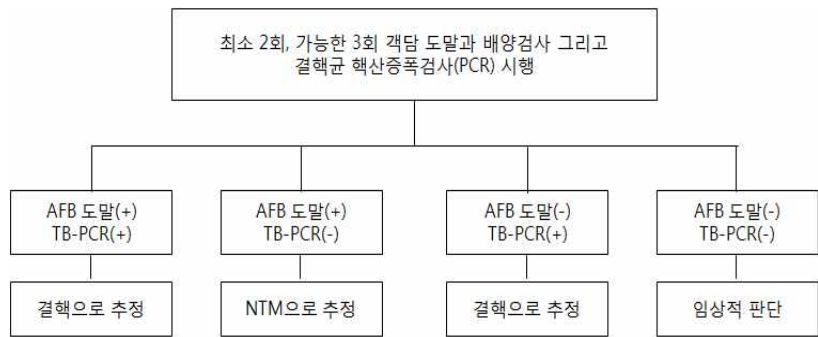 최소 2회, 가능한 3회 객담 도말과 배양검사 그리고
결핵균 핵산증폭검사(PCR) 시행
AFB 도말(+)
TB-PCR(+)
AFB 도말(+)
TB-PCR(-)
AFB 도말(-)
TB-PCR(+)
AFB 도말(-)
TB-PCR(-)
결핵으로 추정
NTM으로 추정
결핵으로 추정
임상적 판단